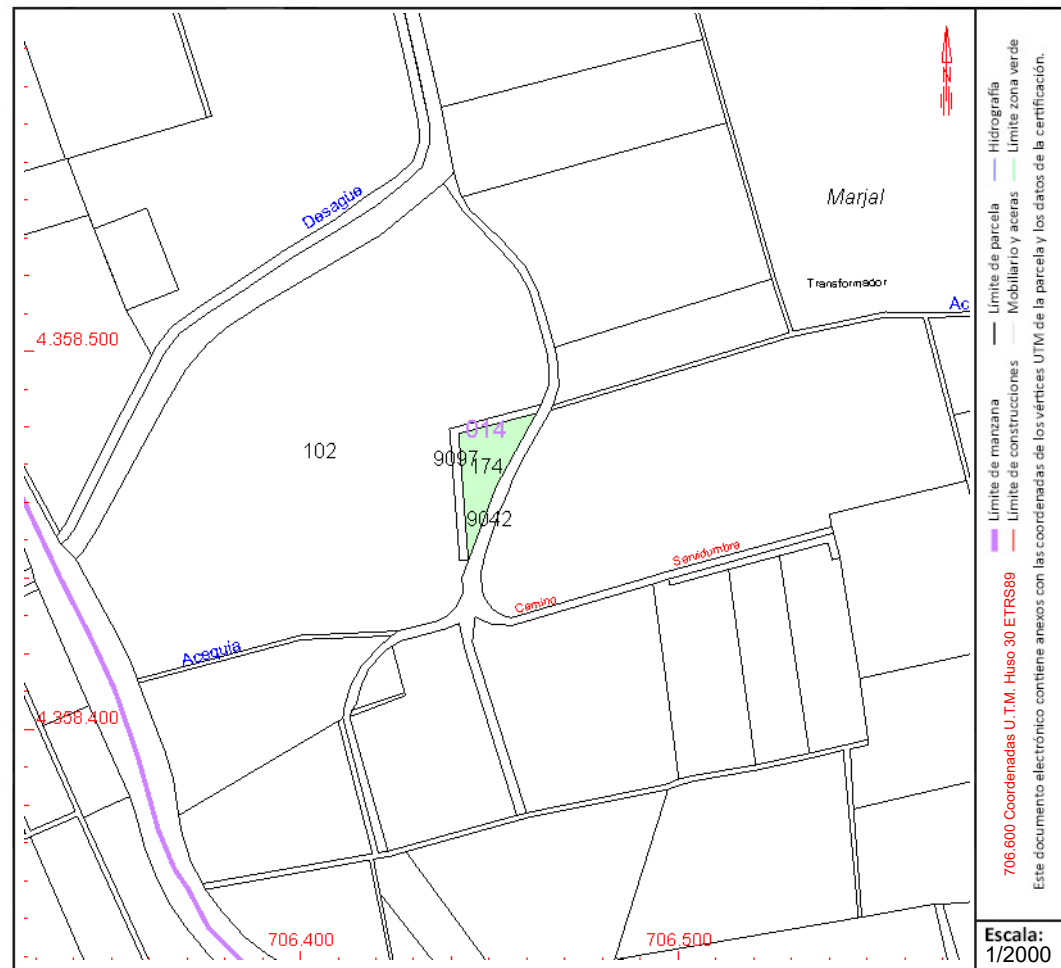 N
Desagüe
Marjal
Transformador
Ac
4.358.500
014
102
9097
174
9042
Servidumbra
Camino
Acequia
4.358.400
706.400
706.500
Límite de manzana
Límite de parcela
Hidrografía
Límite de construcciones
Mobiliario y aceras
Límite zona verde
706.600 Coordenadas U.T.M. Huso 30 ETRS89
Este documento electrónico contiene anexos con las coordenadas de los vértices UTM de la parcela y los datos de la certificación.
Escala:
1/2000